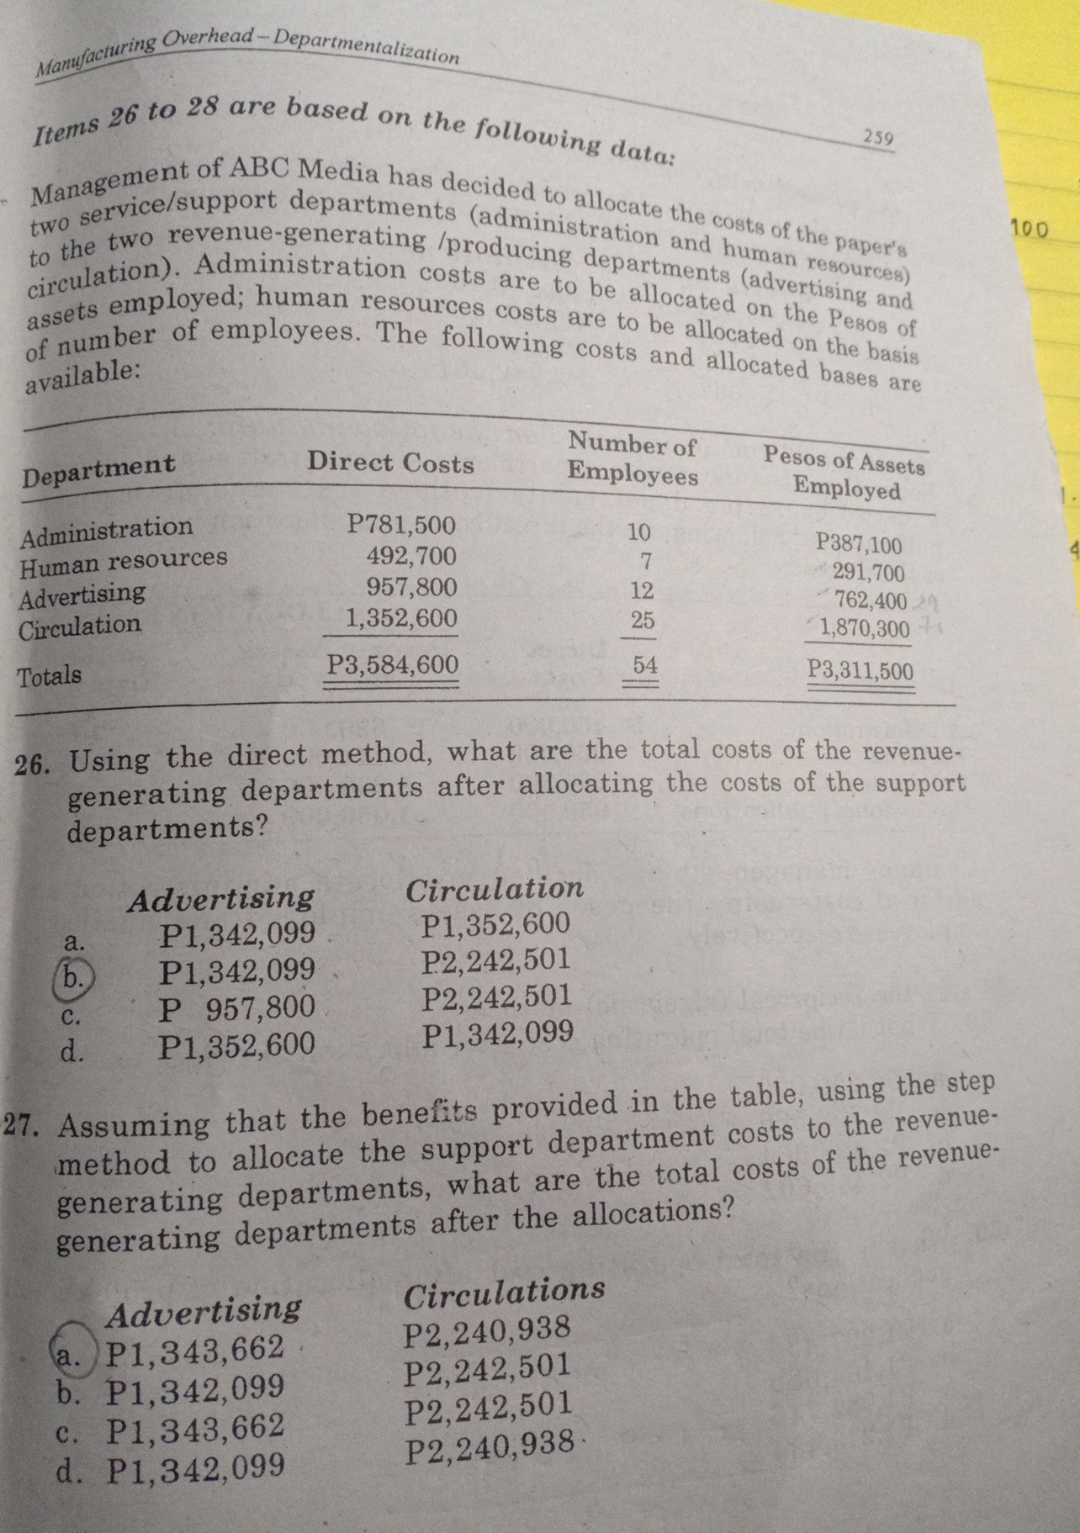 Manufacturing Overhead – Departmentalization
259
Items 26 to 28 are based on the following data:
Management of ABC Media has decided to allocate the costs of the paper's
two service/support departments (administration and human resources)
to the two revenue-generating /producing departments (advertising and
circulation). Administration costs are to be allocated on the Pesos of
assets employed; human resources costs are to be allocated on the basis
of number of employees. The following costs and allocated bases are
available:
Department Direct Costs Number of Employees Pesos of Assets Employed
Administration P781,500 10 P387,100
Human resources 492,700 7 291,700
Advertising 957,800 12 762,400
Circulation 1,352,600 25 1,870,300
Totals P3,584,600 54 P3,311,500
26. Using the direct method, what are the total costs of the revenue-
generating departments after allocating the costs of the support
departments?
Advertising Circulation
a. P1,342,099 P1,352,600
b. P1,342,099 P2,242,501
c. P 957,800 P2,242,501
d. P1,352,600 P1,342,099
27. Assuming that the benefits provided in the table, using the step
method to allocate the support department costs to the revenue-
generating departments, what are the total costs of the revenue-
generating departments after the allocations?
Advertising Circulations
a. P1,343,662 P2,240,938
b. P1,342,099 P2,242,501
c. P1,343,662 P2,242,501
d. P1,342,099 P2,240,938
100